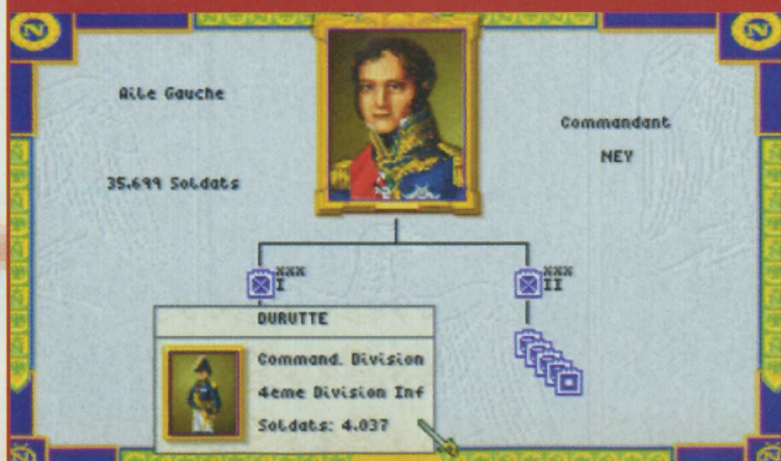 N
N
Aile Gauche
Commandant
NEY
35.699 Soldats
XXX
I
XXX
II
DURUTTE
Command. Division
4eme Division Inf
Soldats: 4.037